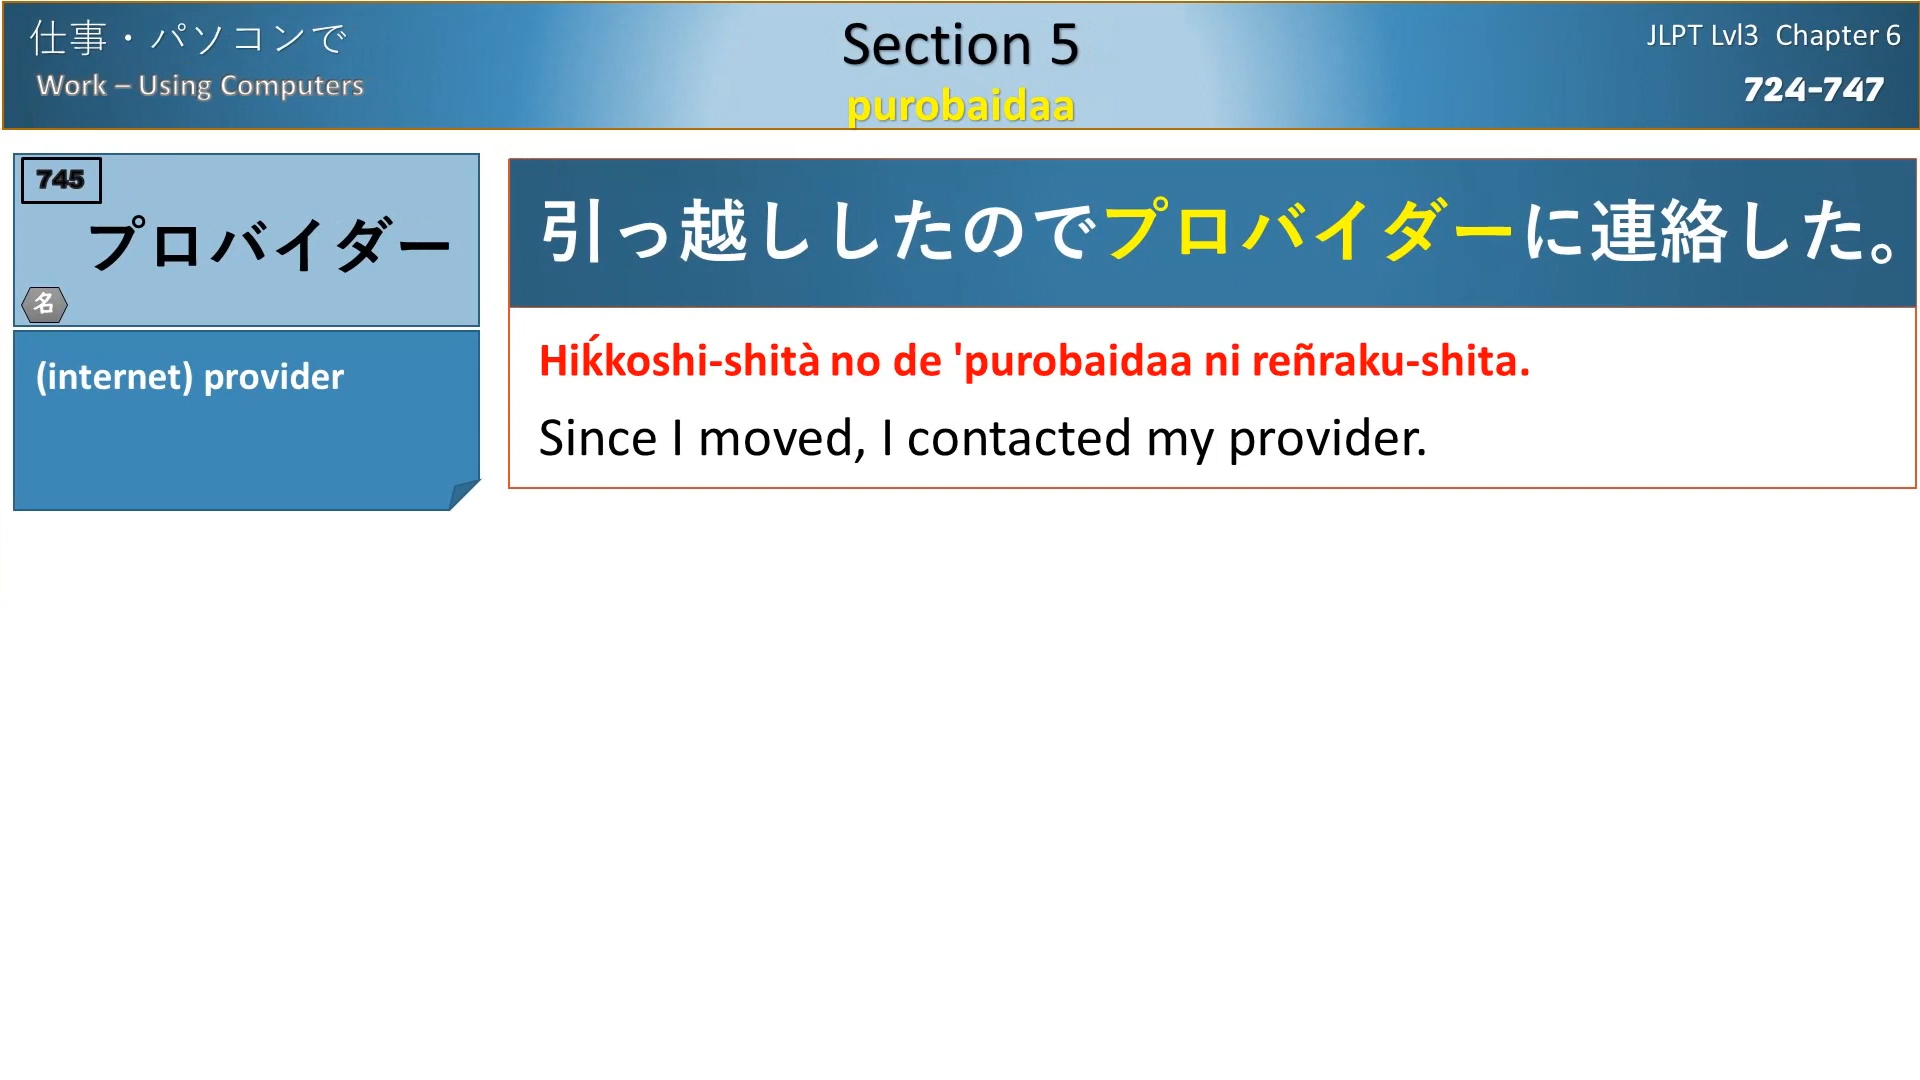 仕事・パソコンで
Work – Using Computers
Section 5
purobaidaa
JLPT Lvl3 Chapter 6
724-747
745
プロバイダー
名
(internet) provider
引っ越ししたのでプロバイダーに連絡した。
Hiḱkoshi-shità no de 'purobaidaa ni reñraku-shita.
Since I moved, I contacted my provider.